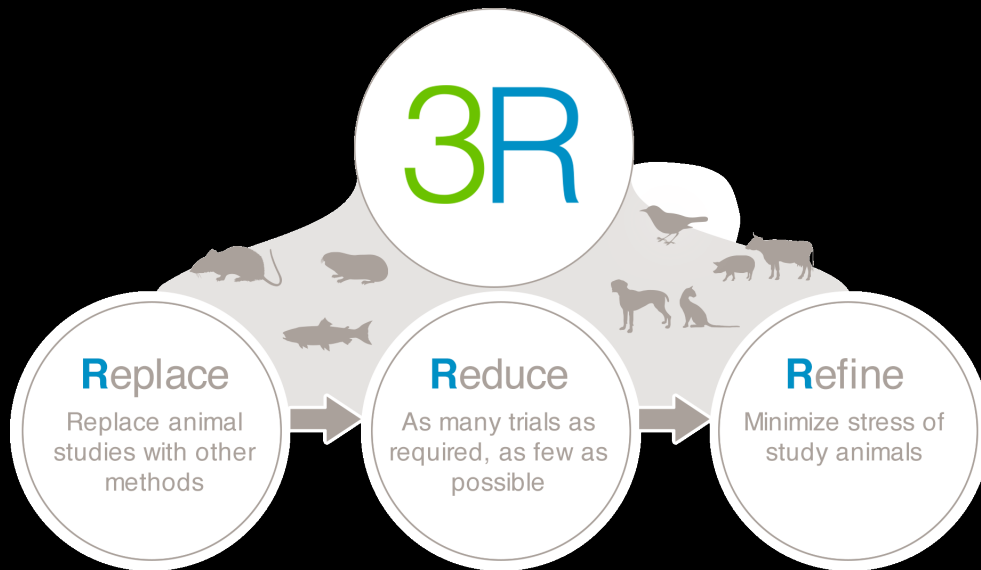 3R
Replace
Replace animal
studies with other
methods
Reduce
As many trials as
required, as few as
possible
Refine
Minimize stress of
study animals